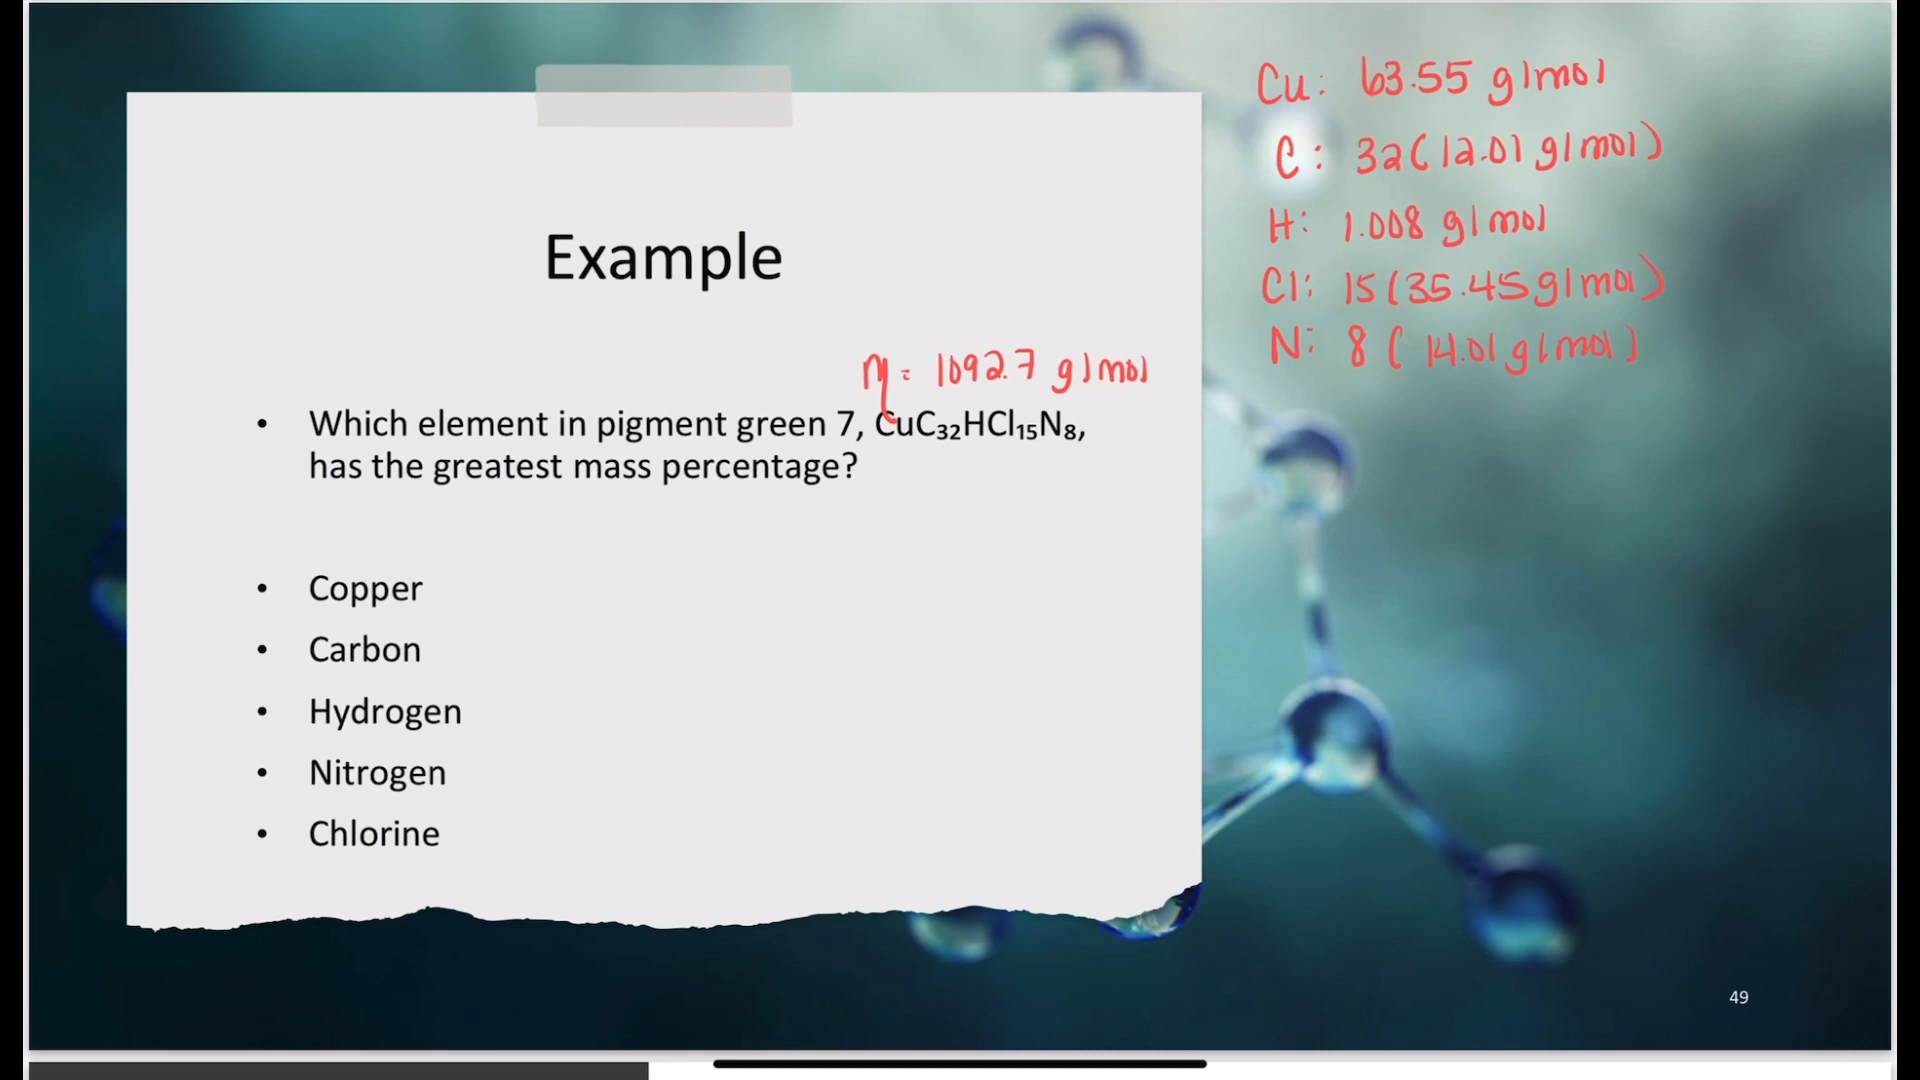 Cu: 63.55 g/mol
C: 32(12.01 g/mol)
H: 1.008 g/mol
Cl: 15(35.45 g/mol)
N: 8(14.01 g/mol)
Example
η = 1092.7 g/mol
• Which element in pigment green 7, CuC₃₂HCl₁₅N₈,
has the greatest mass percentage?
• Copper
• Carbon
• Hydrogen
• Nitrogen
• Chlorine
49